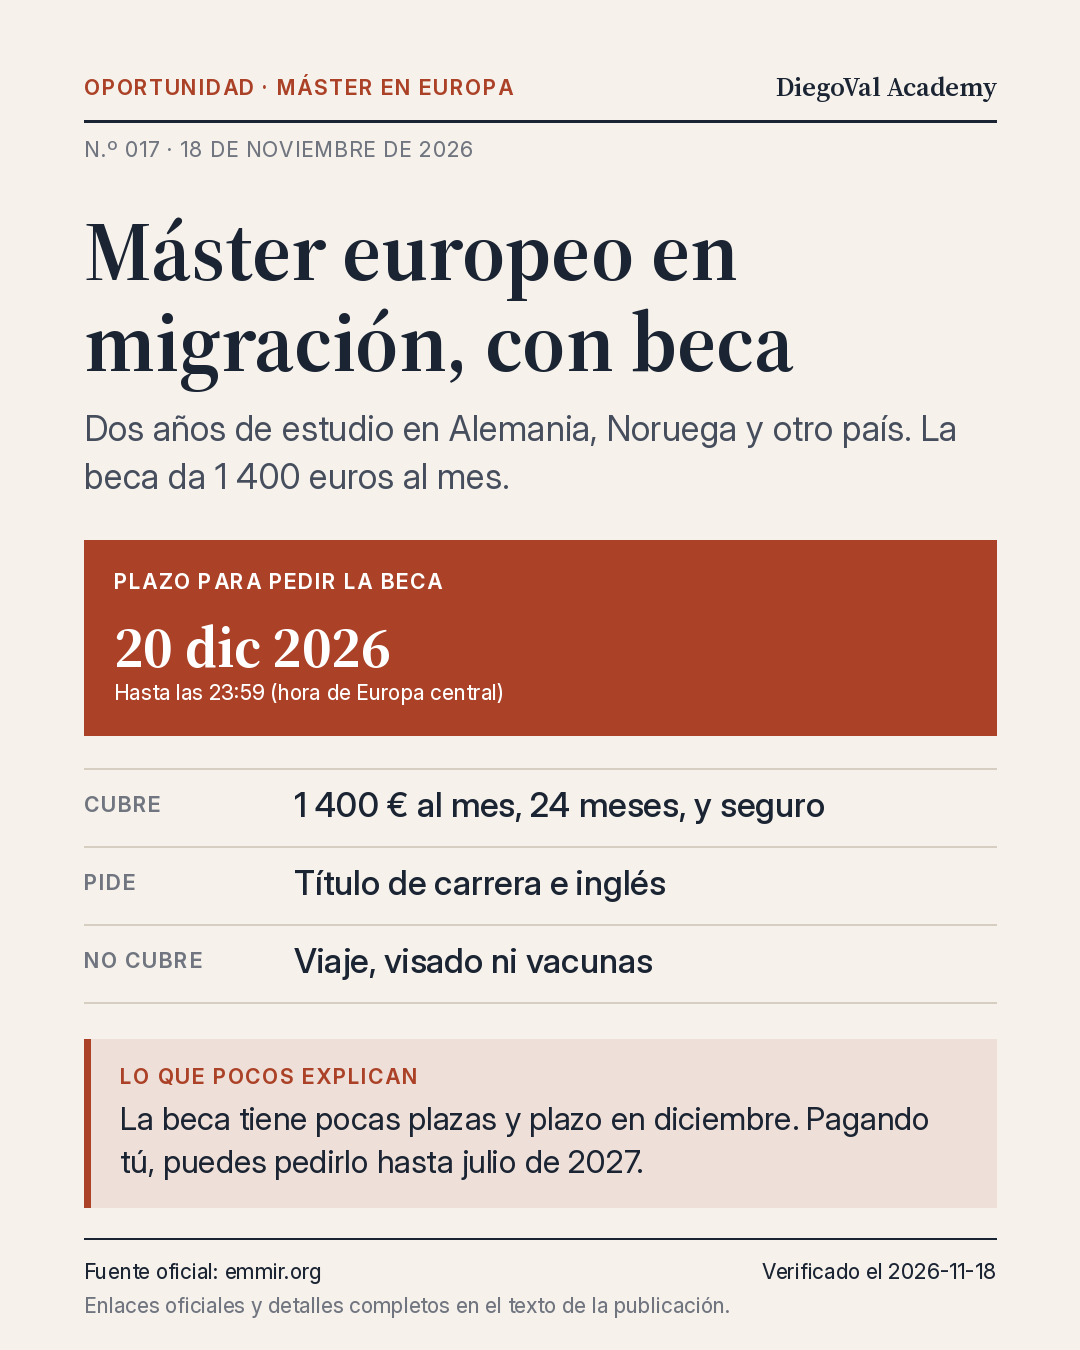 OPORTUNIDAD · MÁSTER EN EUROPA
DiegoVal Academy
N.º 017 · 18 DE NOVIEMBRE DE 2026
Máster europeo en
migración, con beca
Dos años de estudio en Alemania, Noruega y otro país. La
beca da 1 400 euros al mes.
PLAZO PARA PEDIR LA BECA
20 dic 2026
Hasta las 23:59 (hora de Europa central)
CUBRE
1 400 € al mes, 24 meses, y seguro
PIDE
Título de carrera e inglés
NO CUBRE
Viaje, visado ni vacunas
LO QUE POCOS EXPLICAN
La beca tiene pocas plazas y plazo en diciembre. Pagando
tú, puedes pedirlo hasta julio de 2027.
Fuente oficial: emmir.org
Verificado el 2026-11-18
Enlaces oficiales y detalles completos en el texto de la publicación.